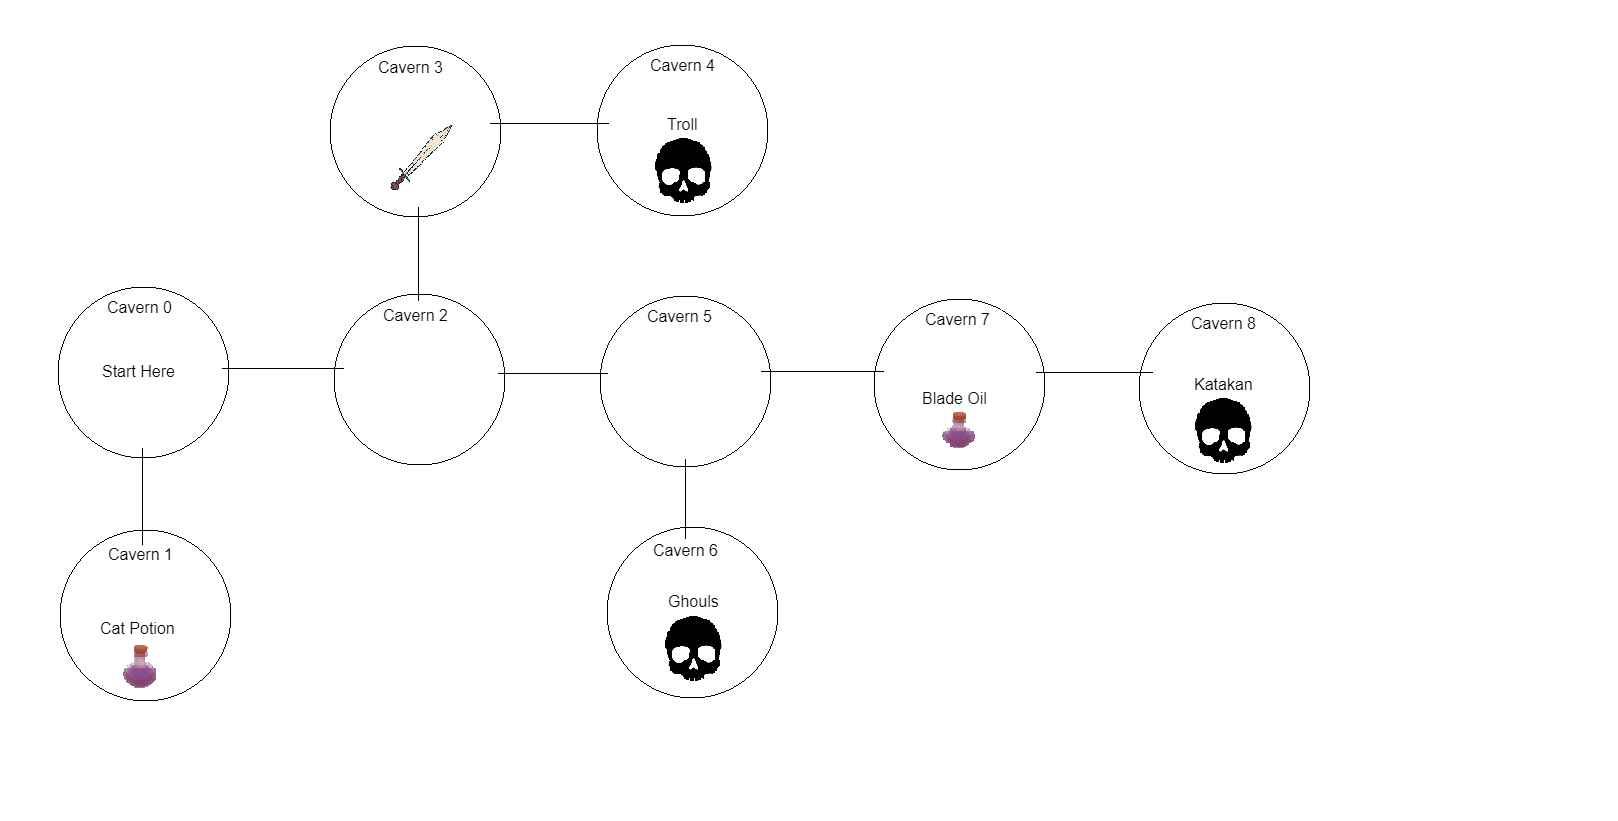 Cavern 3
Cavern 4
Troll
Cavern 0
Start Here
Cavern 2
Cavern 5
Cavern 7
Blade Oil
Cavern 8
Katakan
Cavern 1
Cat Potion
Cavern 6
Ghouls